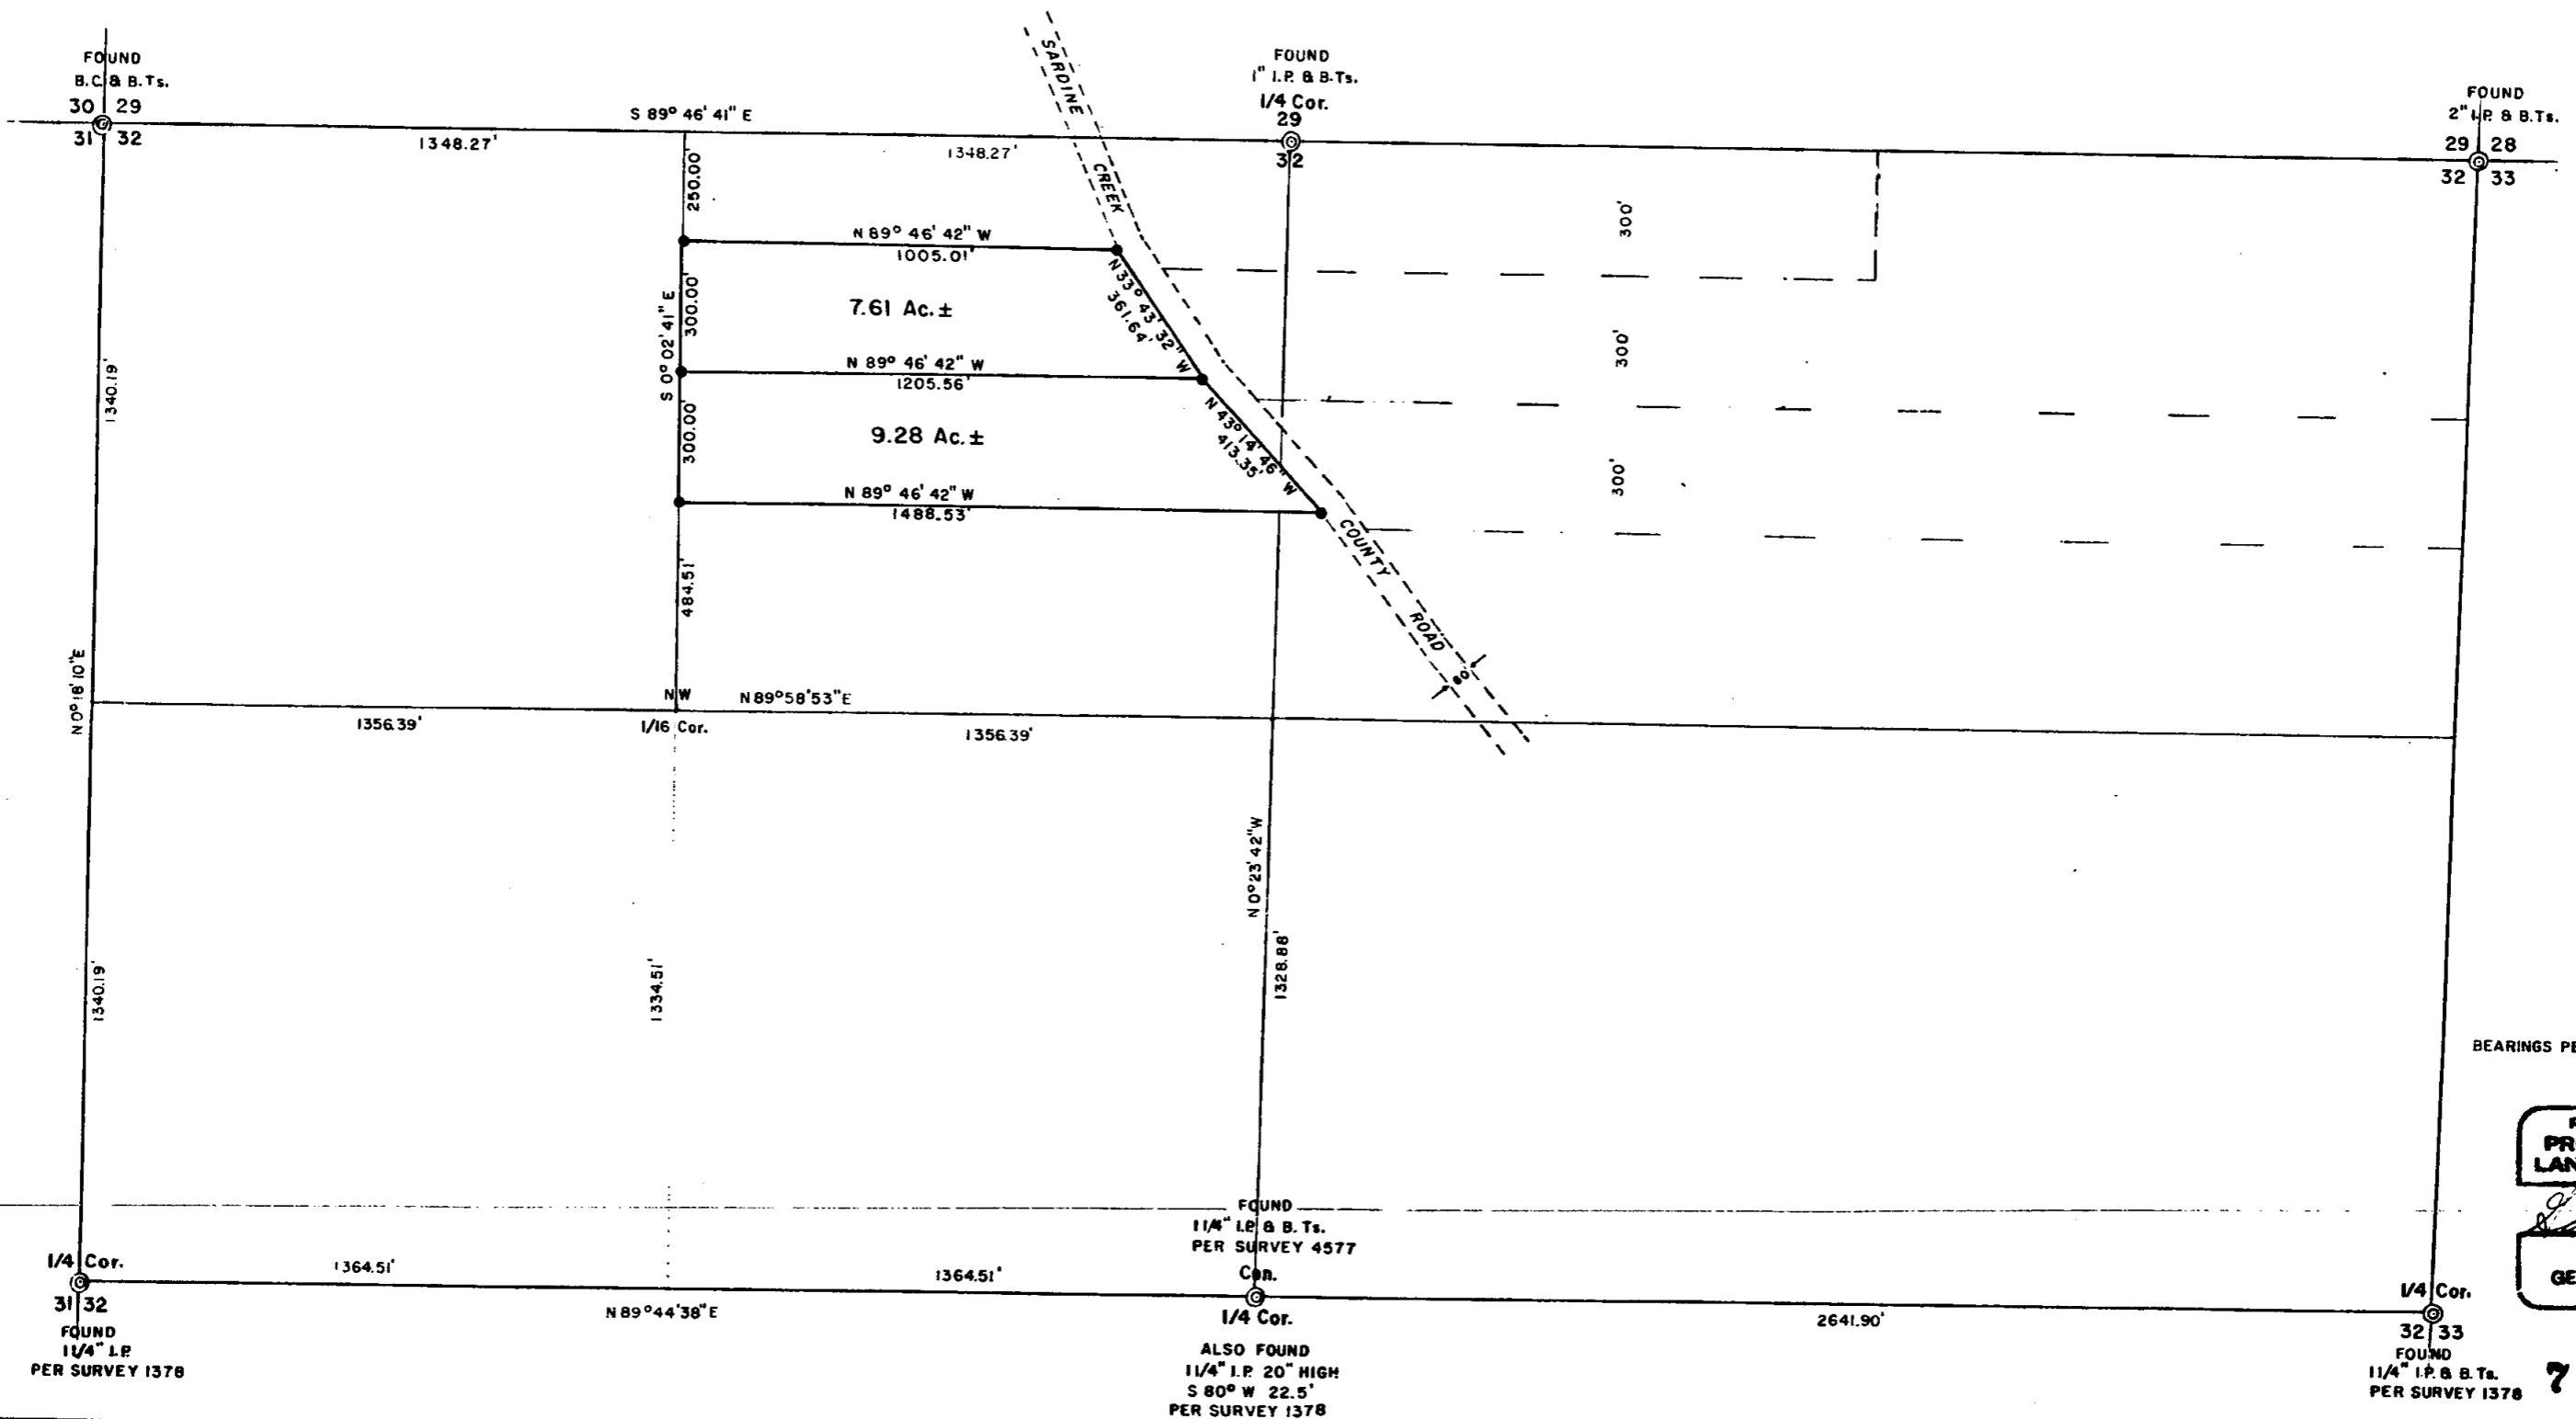 FOUND
B.C. & B.Ts.
30 29
31 32
S 89° 46' 41" E
1348.27'
1348.27'
SARDINE
CREEK
COUNTY
ROAD
60'
FOUND
1" I.P. & B.Ts.
1/4 Cor.
29
32
FOUND
2" I.P. & B.Ts.
29 28
32 33
250.00'
N 89° 46' 42" W
1005.01'
300'
S 0° 02' 41" E
300.00'
7.61 Ac.±
N 33° 43' 32" W
361.64'
N 89° 46' 42" W
1205.56'
300'
1340.19'
300.00'
9.28 Ac.±
N 43° 14' 46" W
413.35'
N 89° 46' 42" W
1488.53'
300'
484.51'
N 0° 18' 10" E
NW
1/16 Cor.
N 89° 58' 53" E
1356.39'
1356.39'
N 0° 23' 42" W
1340.19'
1334.51'
1328.88'
BEARINGS
LAN
FOUND
1 1/4" I.P. & B. Ts.
PER SURVEY 4577
Cen.
1/4 Cor.
ALSO FOUND
1 1/4" I.P. 20" HIGH
S 80° W 22.5'
PER SURVEY 1378
1/4 Cor.
31 32
FOUND
1 1/4" I.P.
PER SURVEY 1378
1364.51'
N 89° 44' 38" E
1364.51'
2641.90'
1/4 Cor.
32 33
FOUND
1 1/4" I.P. & B. Ts.
PER SURVEY 1378
GE
7